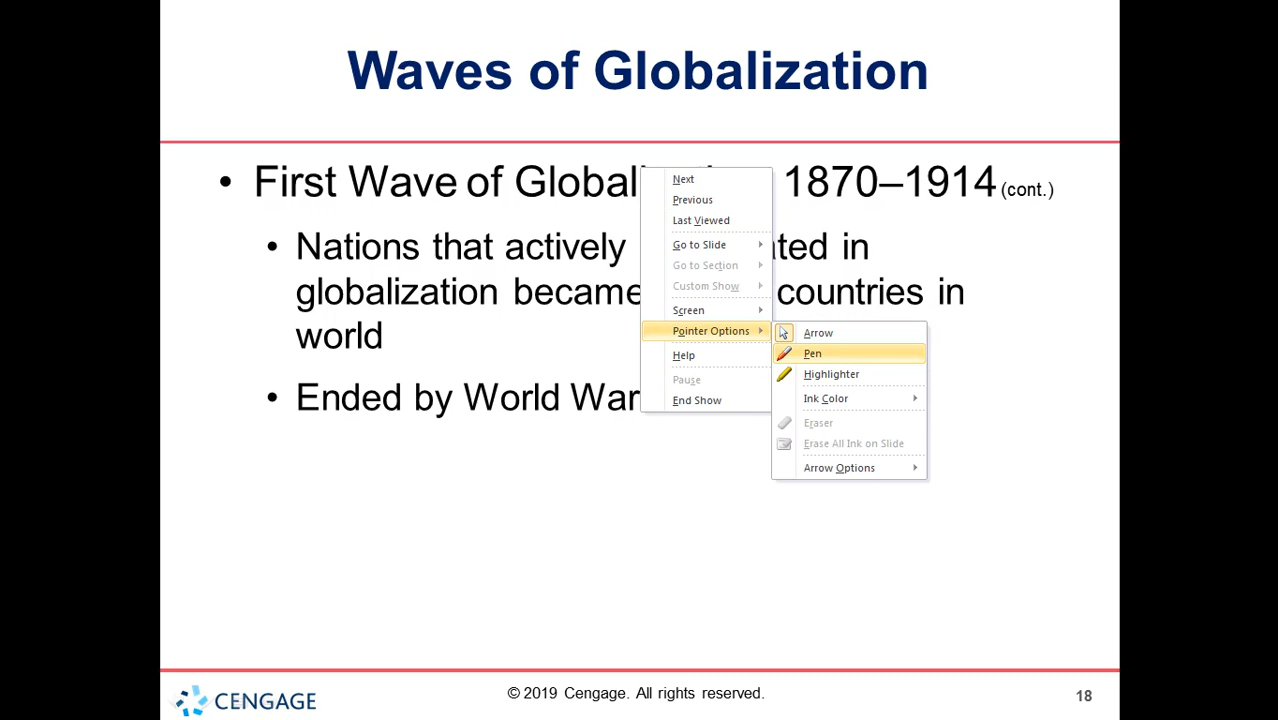 Waves of Globalization
• First Wave of Globali 1870–1914 (cont.)
• Nations that actively ated in
globalization became countries in
world
• Ended by World War
Next
Previous
Last Viewed
Go to Slide
Go to Section
Custom Show
Screen
Pointer Options
Help
Pause
End Show
Arrow
Pen
Highlighter
Ink Color
Eraser
Erase All Ink on Slide
Arrow Options
CENGAGE
© 2019 Cengage. All rights reserved.
18